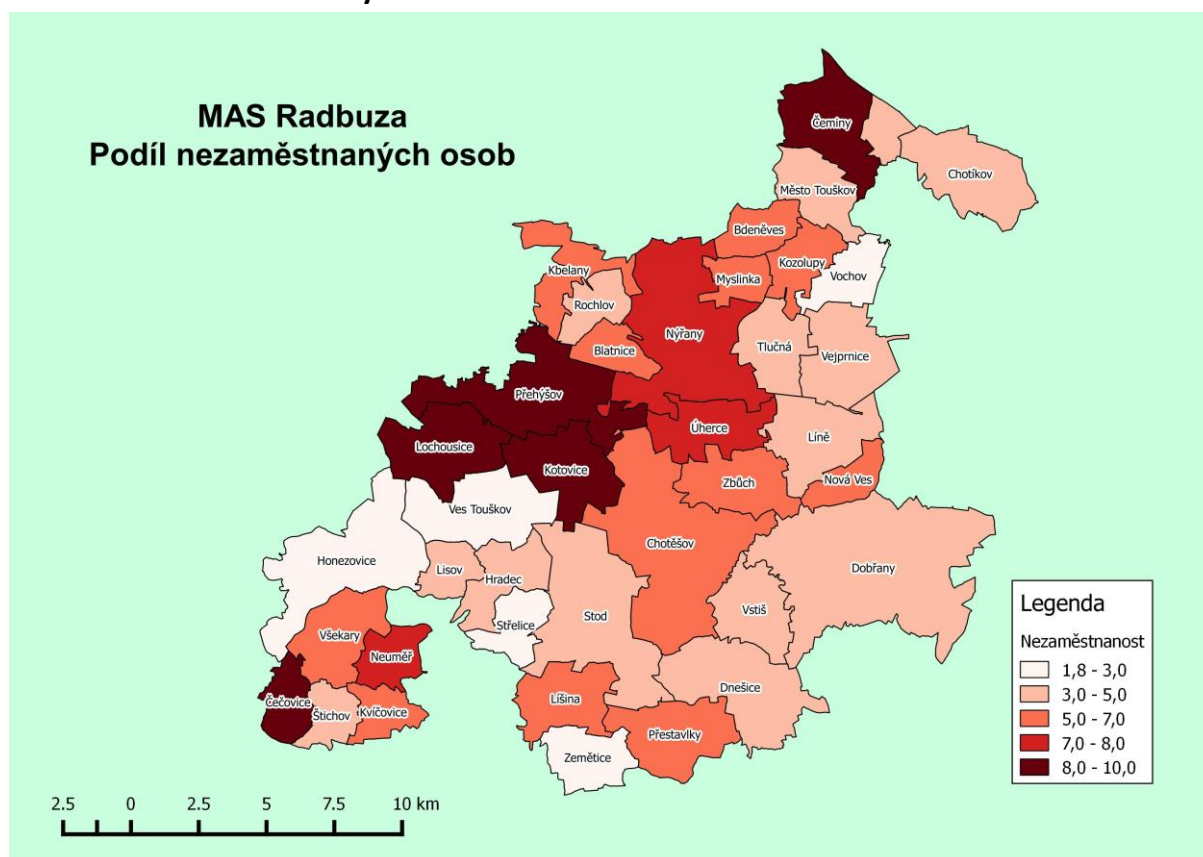 MAS Radbuza
Podíl nezaměstnaných osob
Čeminy
Chotíkov
Město Touškov
Bdeněves
Kozolupy
Kbelany
Myslinka
Vochov
Rochlov
Nýřany
Tlučná
Blatnice
Vejprnice
Přehýšov
Úherce
Líně
Lochousice
Kotovice
Zbůch
Nová Ves
Ves Touškov
Chotěšov
Honezovice
Dobřany
Lisov
Hradec
Vstiš
Stod
Střelice
Všekary
Neuměř
Dnešice
Čečovice
Líšina
Štichov
Kvíčovice
Přestavlky
Zemětice
Legenda
Nezaměstnanost
1,8 - 3,0
3,0 - 5,0
5,0 - 7,0
7,0 - 8,0
8,0 - 10,0
2.5 0 2.5 5 7.5 10 km